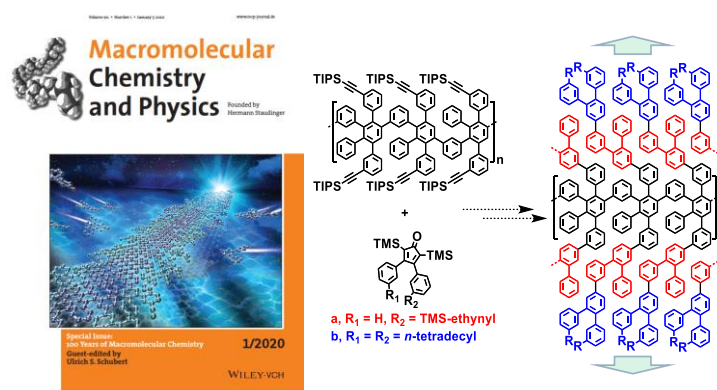 Volume 221 • Number 1 • January 7 2020
www.mcp-journal.de
Macromolecular
Chemistry
and Physics
Founded by
Hermann Staudinger
Special Issue:
100 Years of Macromolecular Chemistry
Guest-edited by
Ulrich S. Schubert
1/2020
WILEY-VCH
TIPS TIPS TIPS
n
TIPS TIPS TIPS
+
O
TMS TMS
R1 R2
a, R1 = H, R2 = TMS-ethynyl
b, R1 = R2 = n-tetradecyl
R R R R R R
R R R R R R